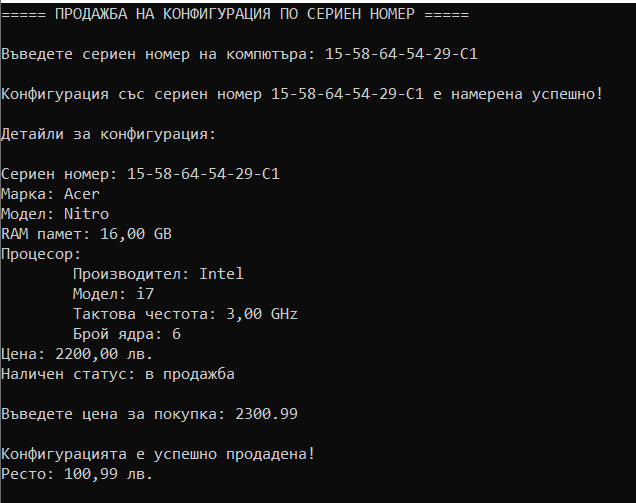 ===== ПРОДАЖБА НА КОНФИГУРАЦИЯ ПО СЕРИЕН НОМЕР =====
Въведете сериен номер на компютъра: 15-58-64-54-29-C1
Конфигурация със сериен номер 15-58-64-54-29-C1 е намерена успешно!
Детайли за конфигурация:
Сериен номер: 15-58-64-54-29-C1
Марка: Acer
Модел: Nitro
RAM памет: 16,00 GB
Процесор:
Производител: Intel
Модел: i7
Тактова честота: 3,00 GHz
Брой ядра: 6
Цена: 2200,00 лв.
Наличен статус: в продажба
Въведете цена за покупка: 2300.99
Конфигурацията е успешно продадена!
Ресто: 100,99 лв.